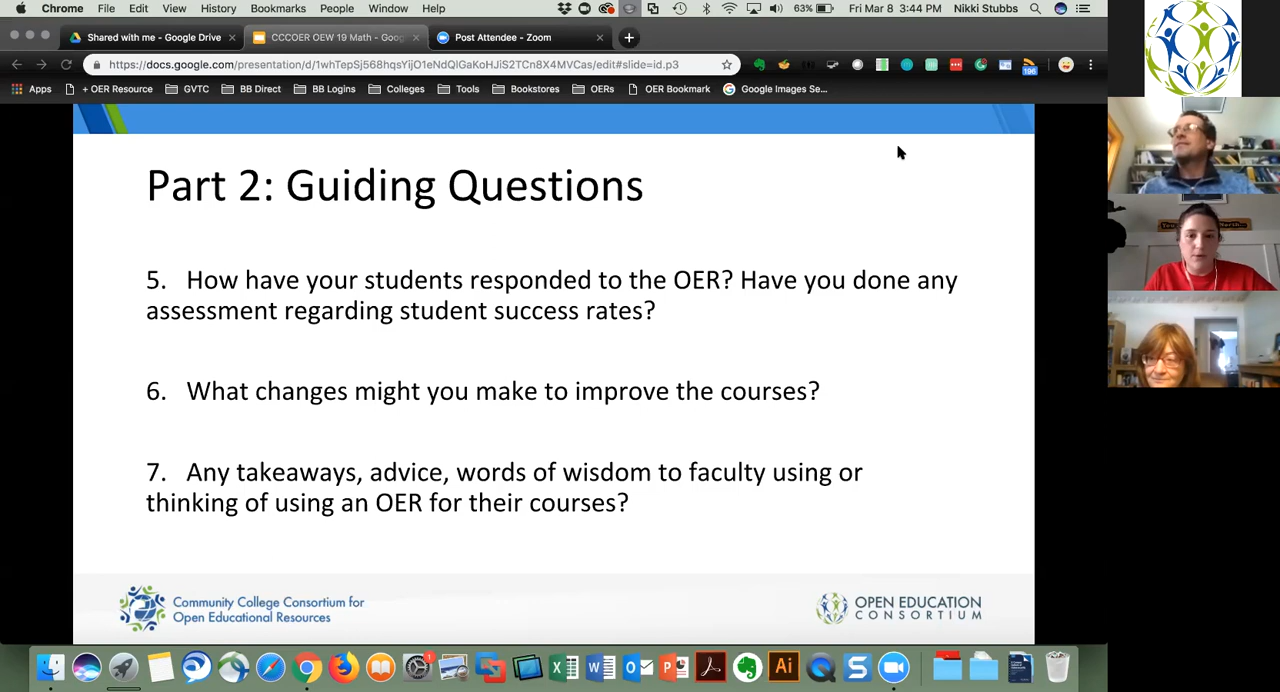 Chrome File Edit View History Bookmarks People Window Help 63% Fri Mar 8 3:44 PM Nikki Stubbs
Shared with me - Google Drive CCCOER OEW 19 Math - Goog Post Attendee - Zoom
https://docs.google.com/presentation/d/1whTepSj568hqsYijO1eNdQlGaKoHJiS2TCn8X4MVCas/edit#slide=id.p3
196
Apps + OER Resource GVTC BB Direct BB Logins Colleges Tools Bookstores OERs OER Bookmark Google Images Se...
Part 2: Guiding Questions
5. How have your students responded to the OER? Have you done any
assessment regarding student success rates?
6. What changes might you make to improve the courses?
7. Any takeaways, advice, words of wisdom to faculty using or
thinking of using an OER for their courses?
Community College Consortium for
Open Educational Resources
OPEN EDUCATION
CONSORTIUM
1
X W O P Ai S